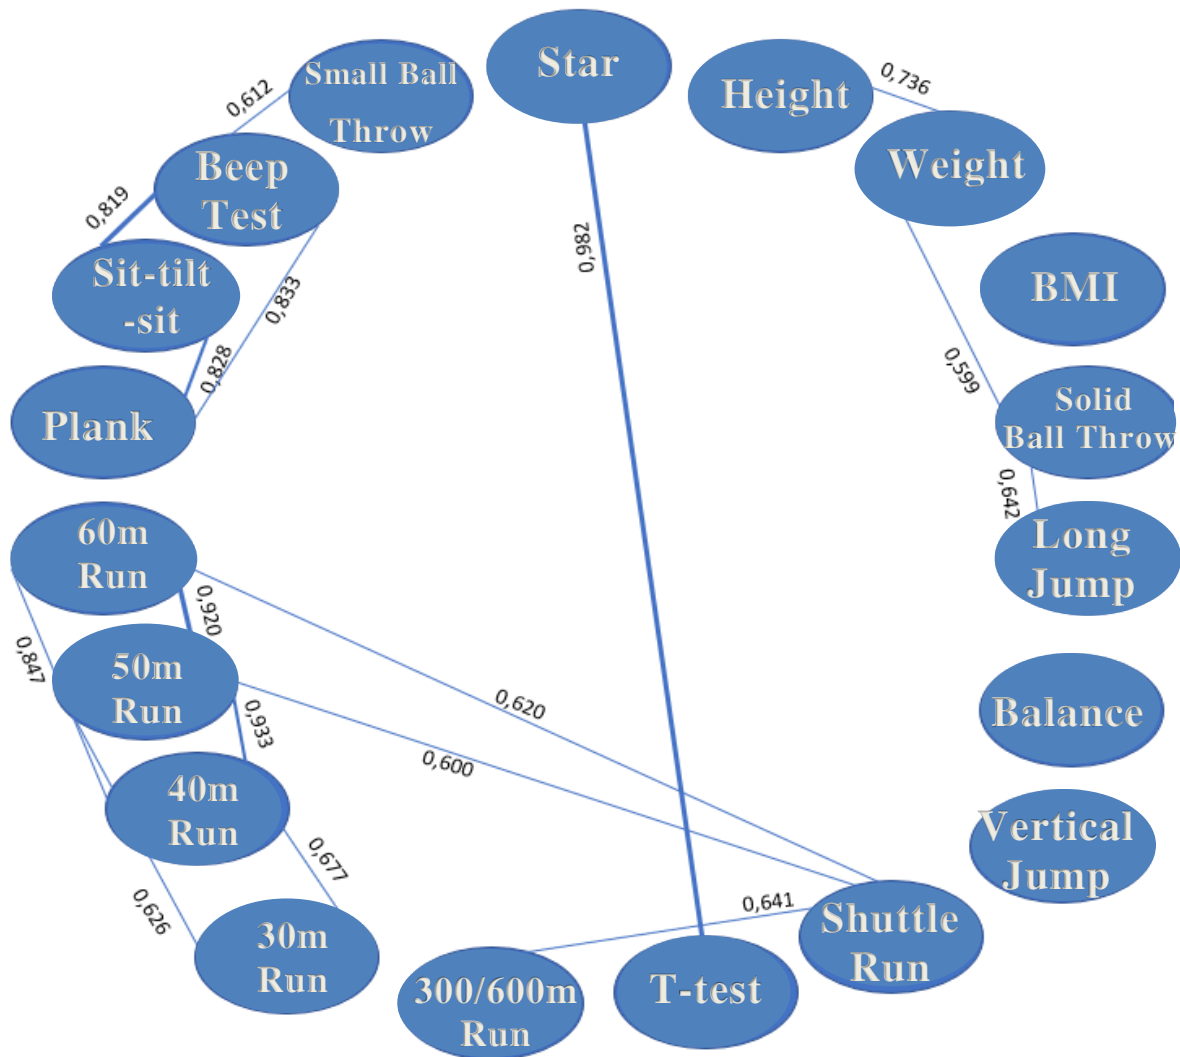 Star
Small Ball
Throw
Height
0,736
0,612
Weight
Beep
Test
0,819
0,982
Sit-tilt
-sit
0,833
BMI
0,828
0,599
Solid
Ball Throw
Plank
0,642
60m
Run
Long
Jump
0,920
0,847
50m
Run
0,620
0,933
0,600
Balance
40m
Run
Vertical
Jump
0,677
0,626
0,641
30m
Run
Shuttle
Run
300/600m
Run
T-test